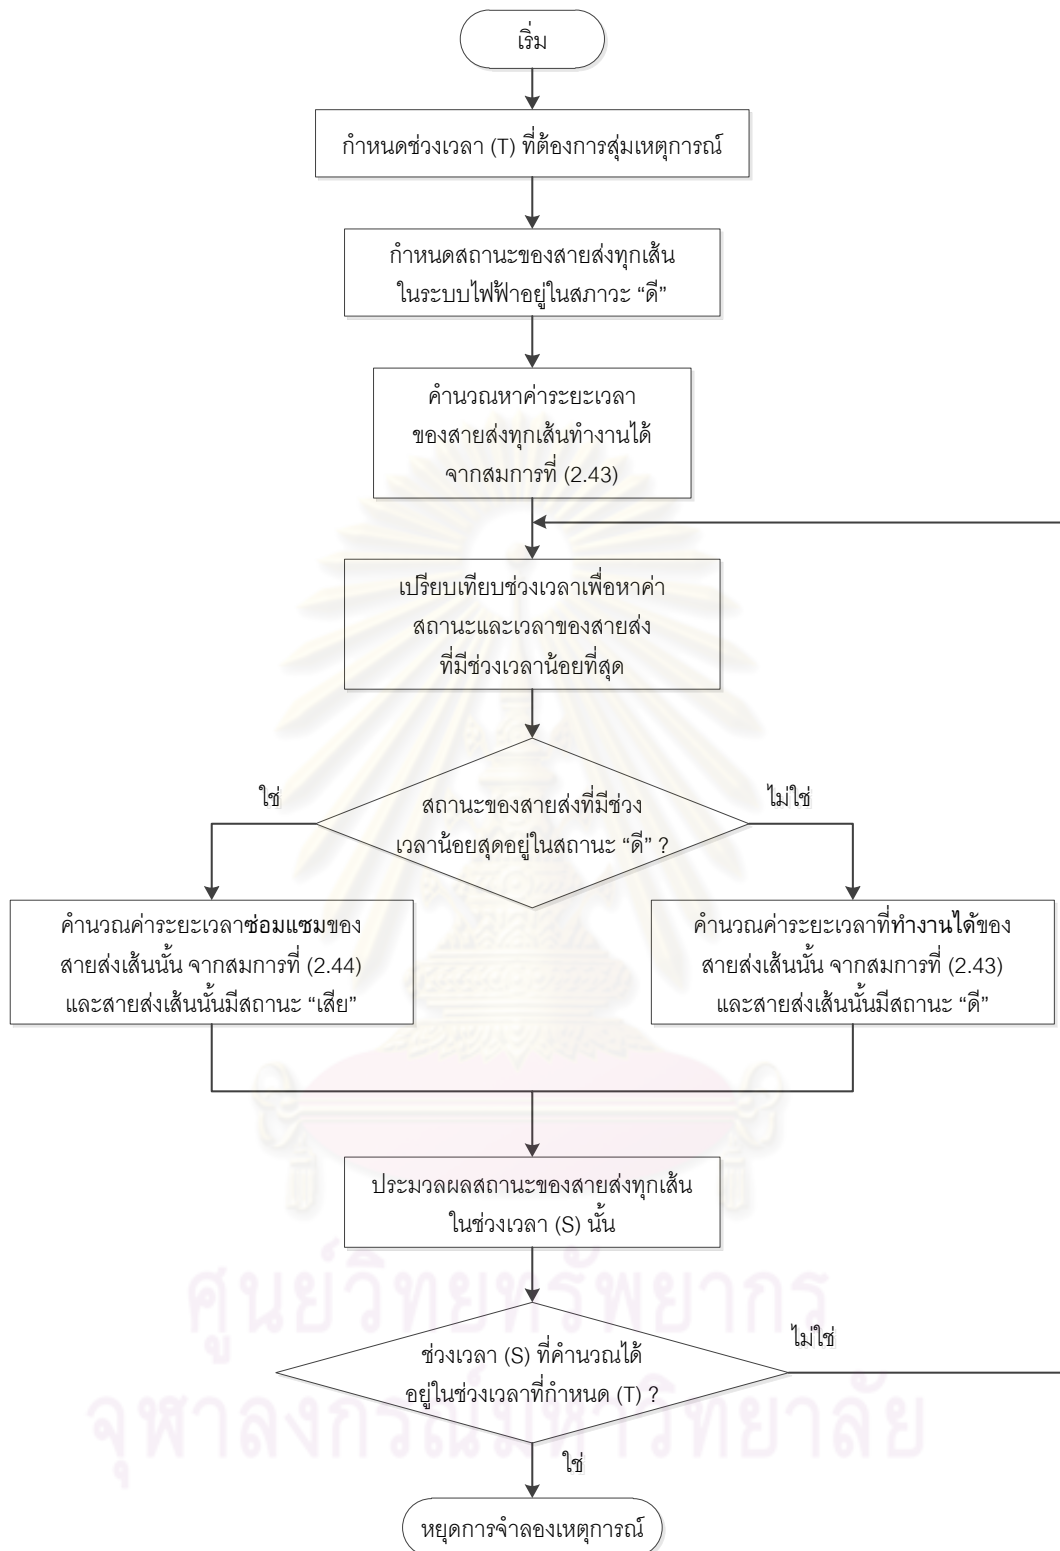 เริ่ม
กำหนดช่วงเวลา (T) ที่ต้องการสุ่มเหตุการณ์
กำหนดสถานะของสายส่งทุกเส้น
ในระบบไฟฟ้าอยู่ในสภาวะ “ดี”
คำนวณหาค่าระยะเวลา
ของสายส่งทุกเส้นทำงานได้
จากสมการที่ (2.43)
เปรียบเทียบช่วงเวลาเพื่อหาค่า
สถานะและเวลาของสายส่ง
ที่มีช่วงเวลาน้อยที่สุด
สถานะของสายส่งที่มีช่วง
เวลาน้อยสุดอยู่ในสถานะ “ดี” ?
ใช่
ไม่ใช่
คำนวณค่าระยะเวลาซ่อมแซมของ
สายส่งเส้นนั้น จากสมการที่ (2.44)
และสายส่งเส้นนั้นมีสถานะ “เสีย”
คำนวณค่าระยะเวลาที่ทำงานได้ของ
สายส่งเส้นนั้น จากสมการที่ (2.43)
และสายส่งเส้นนั้นมีสถานะ “ดี”
ประมวลผลสถานะของสายส่งทุกเส้น
ในช่วงเวลา (S) นั้น
ศูนย์วิทยทรัพยากร
จุฬาลงกรณ์มหาวิทยาลัย
ช่วงเวลา (S) ที่คำนวณได้
อยู่ในช่วงเวลาที่กำหนด (T) ?
ไม่ใช่
ใช่
หยุดการจำลองเหตุการณ์